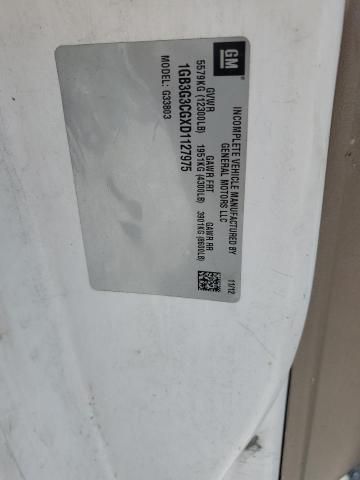 GM
INCOMPLETE VEHICLE MANUFACTURED BY
GENERAL MOTORS LLC
11/12
GVWR GAWR FRT GAWR RR
5579KG (12300LB) 1951KG (4300LB) 3901KG (8600LB)
1GB3G3CGXD1127975
MODEL: G33803